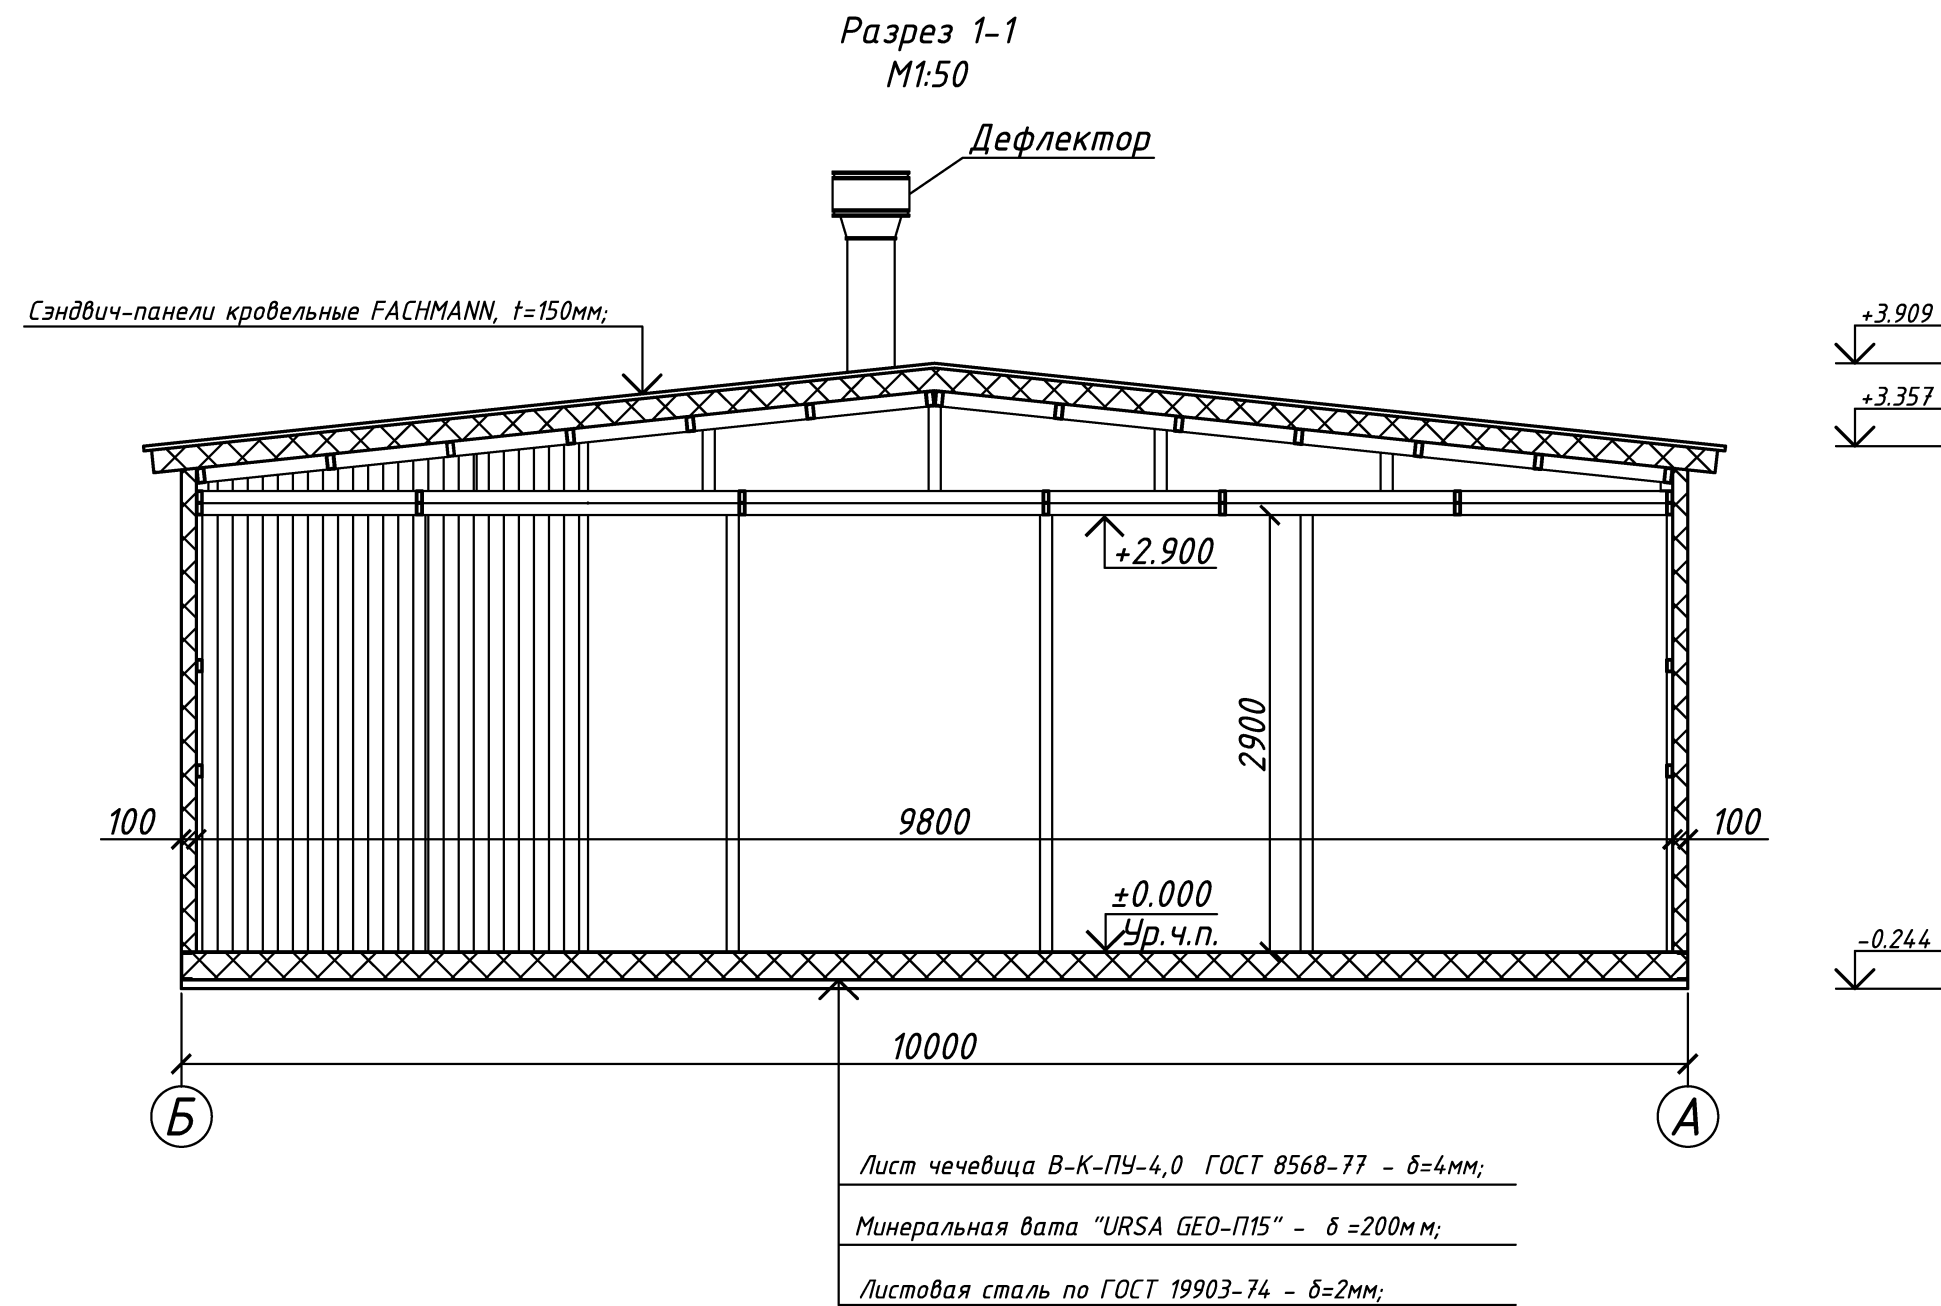 Разрез 1-1
М1:50
Дефлектор
Сэндвич-панели кровельные FACHMANN, t=150мм;
+3.909
+3.357
+2.900
2900
100
9800
100
±0.000
Ур.ч.п.
-0.244
10000
Б
А
Лист чечевица В-К-ПУ-4,0 ГОСТ 8568-77 - δ=4мм;
Минеральная вата "URSA GEO-П15" - δ =200мм;
Листовая сталь по ГОСТ 19903-74 - δ=2мм;